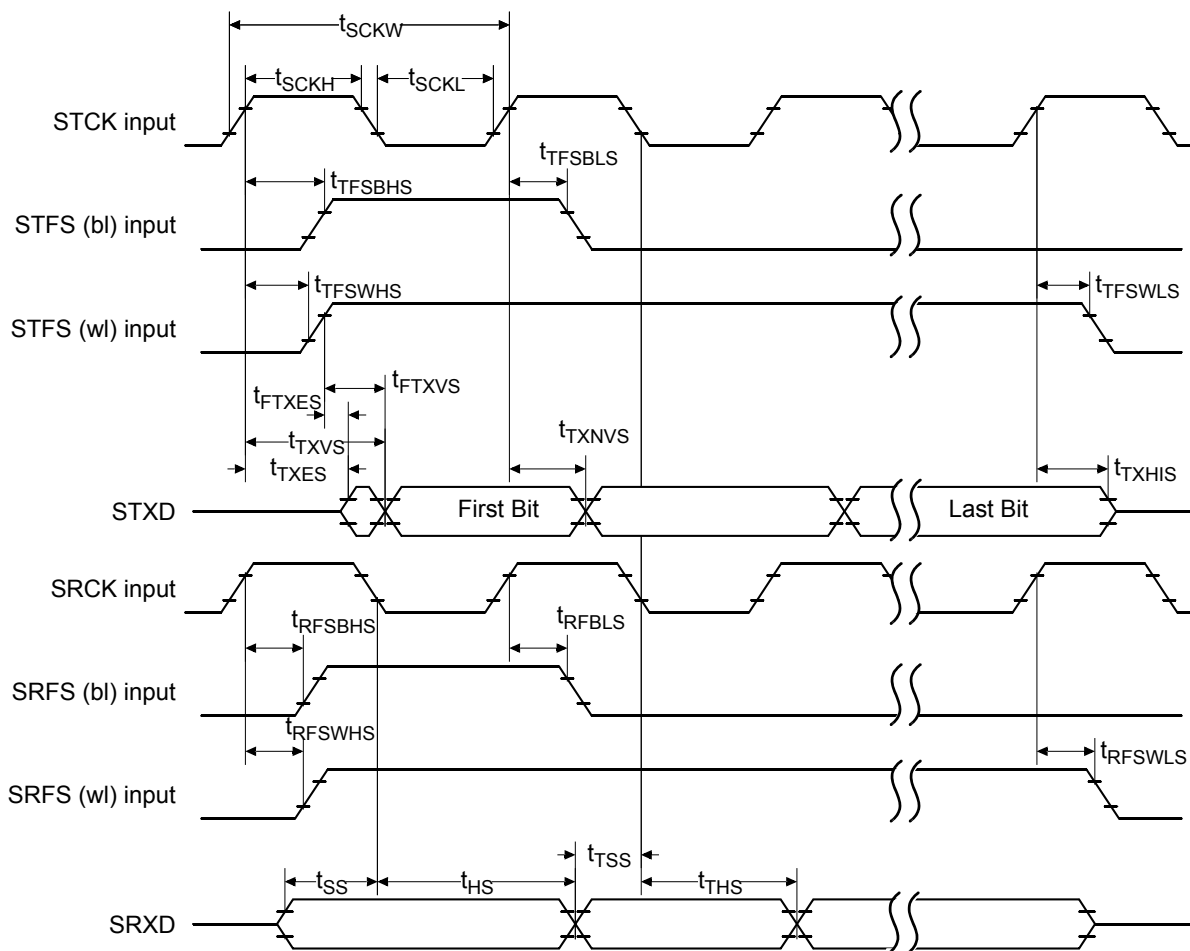 tSCKW
tSCKH
tSCKL
STCK input
tTFSBLS
tTFSBHS
STFS (bl) input
tTFSWHS
tTFSWLS
STFS (wl) input
tFTXVS
tFTXES
tTXVS
tTXNVS
tTXES
tTXHIS
STXD
First Bit
Last Bit
SRCK input
tRFSBHS
tRFBLS
SRFS (bl) input
tRFSWHS
tRFSWLS
SRFS (wl) input
tTSS
tSS
tHS
tTHS
SRXD